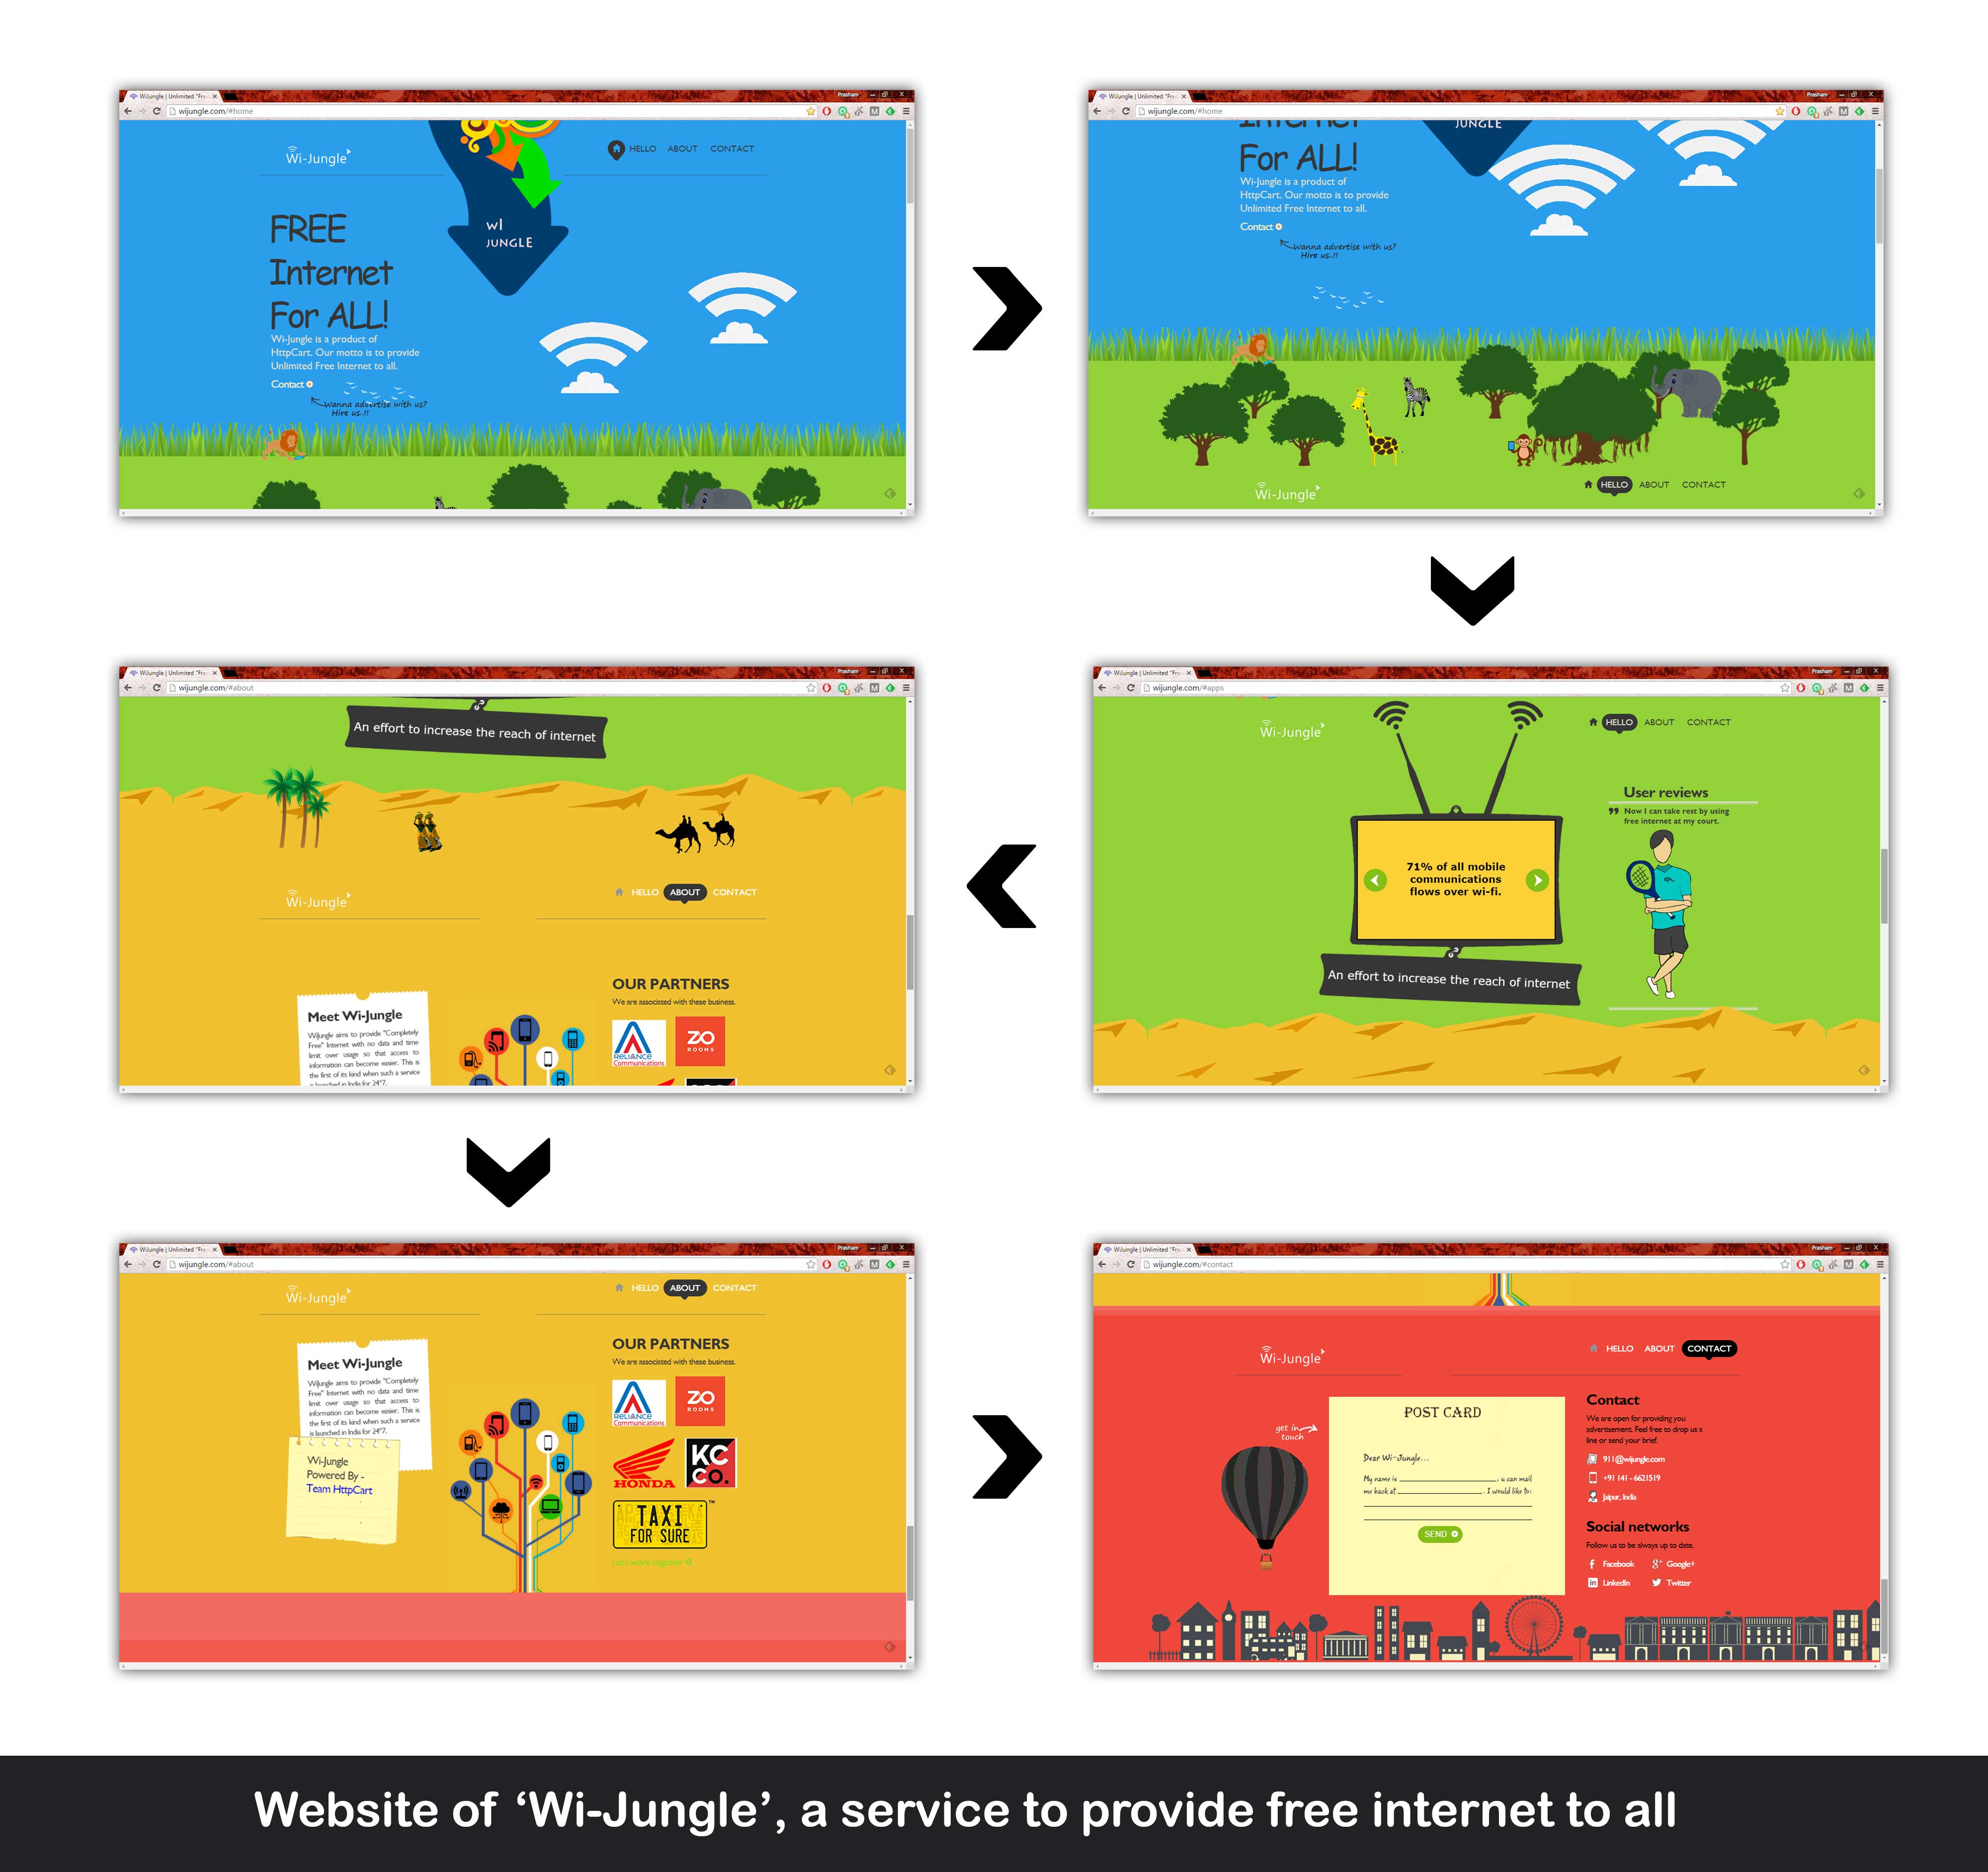 WiJungle | Unlimited "Fre
Prasham
wijungle.com/#home
Wi-Jungle
HELLO ABOUT CONTACT
wI
JUNGLE
FREE
Internet
For ALL!
Wi-Jungle is a product of
HttpCart. Our motto is to provide
Unlimited Free Internet to all.
Contact
Wanna advertise with us?
Hire us..!!
WiJungle | Unlimited "Fre
Prasham
wijungle.com/#home
Internet
JUNGLE
For ALL!
Wi-Jungle is a product of
HttpCart. Our motto is to provide
Unlimited Free Internet to all.
Contact
Wanna advertise with us?
Hire us..!!
Wi-Jungle
HELLO ABOUT CONTACT
WiJungle | Unlimited "Fre
Prasham
wijungle.com/#apps
Wi-Jungle
HELLO ABOUT CONTACT
User reviews
Now I can take rest by using
free internet at my court.
71% of all mobile
communications
flows over wi-fi.
An effort to increase the reach of internet
WiJungle | Unlimited "Fre
Prasham
wijungle.com/#about
An effort to increase the reach of internet
Wi-Jungle
HELLO ABOUT CONTACT
Meet Wi-Jungle
WiJungle aims to provide "Completely
Free" Internet with no data and time
limit over usage so that access to
information can become easier. This is
the first of its kind when such a service
is launched in India for 24*7.
OUR PARTNERS
We are associated with these business.
RELIANCE
Communications
ZO
ROOMS
WiJungle | Unlimited "Fre
Prasham
wijungle.com/#about
Wi-Jungle
HELLO ABOUT CONTACT
Meet Wi-Jungle
WiJungle aims to provide "Completely
Free" Internet with no data and time
limit over usage so that access to
information can become easier. This is
the first of its kind when such a service
is launched in India for 24*7.
Wi-Jungle
Powered By -
Team HttpCart
OUR PARTNERS
We are associated with these business.
RELIANCE
Communications
ZO
ROOMS
HONDA
KC
CO.
TAXI
FOR SURE
TM
Let's work together
WiJungle | Unlimited "Fre
Prasham
wijungle.com/#contact
Wi-Jungle
HELLO ABOUT CONTACT
get in
touch
POST CARD
Dear Wi-Jungle...
My name is ____, u can mail
me back at ____. I would like to:
SEND
Contact
We are open for providing you
advertisement. Feel free to drop us a
line or send your brief.
911@wijungle.com
+91 141 - 6621519
Jaipur, India
Social networks
Follow us to be always up to date.
Facebook Google+
LinkedIn Twitter
Website of ‘Wi-Jungle’, a service to provide free internet to all